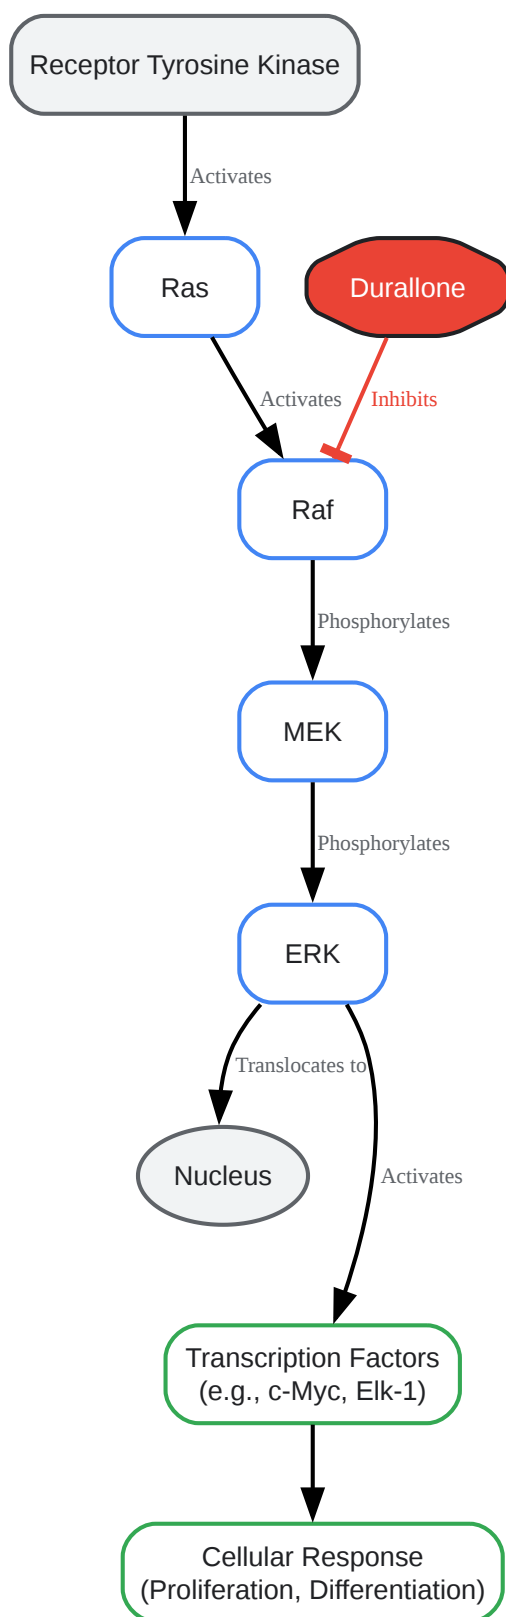 Receptor Tyrosine Kinase
Activates
Ras
Durallone
Activates
Inhibits
Raf
Phosphorylates
MEK
Phosphorylates
ERK
Translocates to
Nucleus
Activates
Transcription Factors
(e.g., c-Myc, Elk-1)
Cellular Response
(Proliferation, Differentiation)